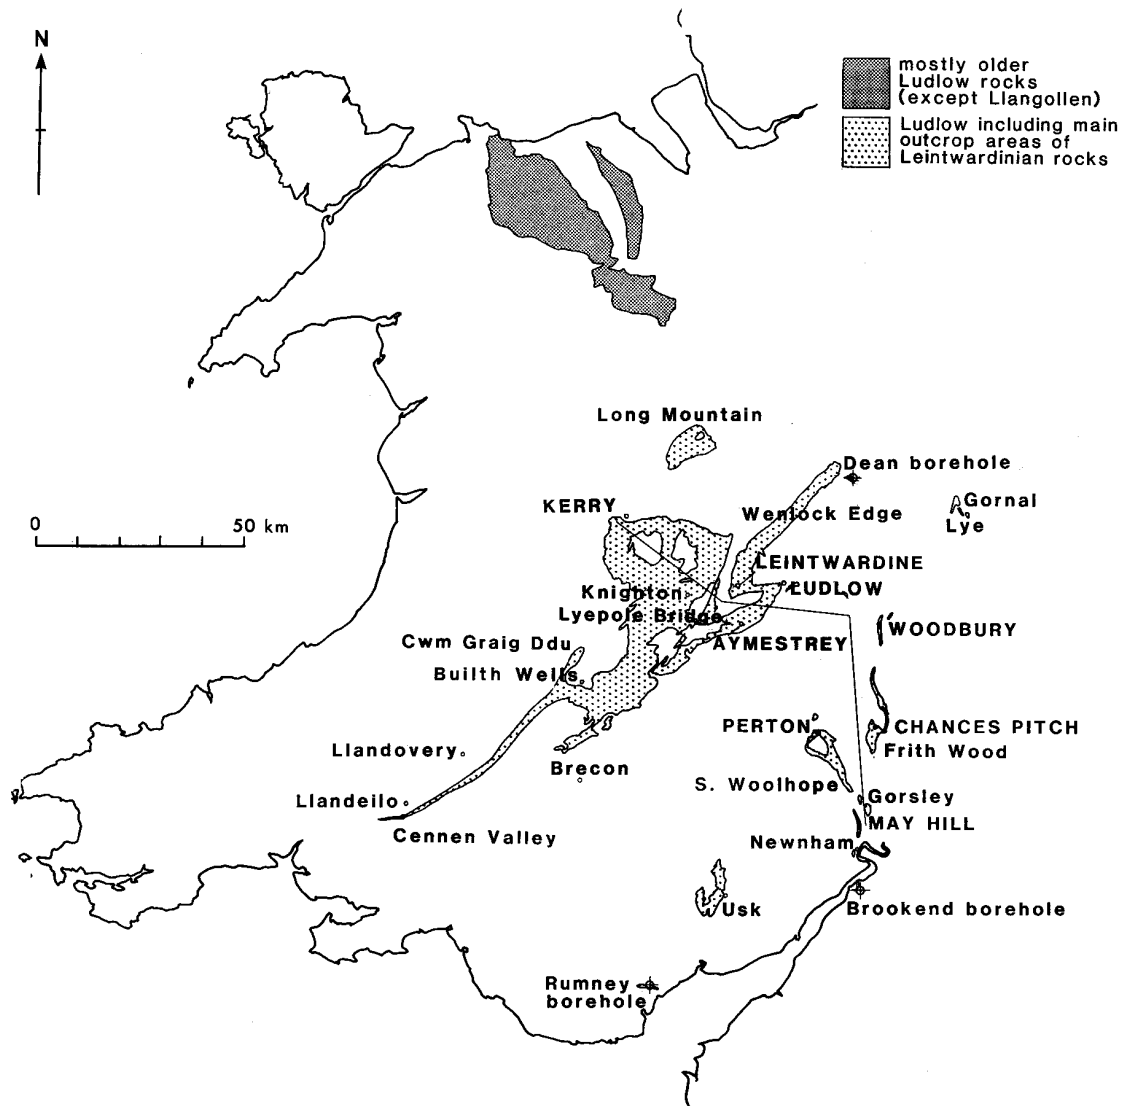 N
mostly older
Ludlow rocks
(except Llangollen)
Ludlow including main
outcrop areas of
Leintwardinian rocks
Long Mountain
Dean borehole
KERRY
Wenlock Edge
Gornal
Lye
0 50 km
LEINTWARDINE
LUDLOW
Knighton
Lyepole Bridge
WOODBURY
Cwm Graig Ddu
AYMESTREY
Builth Wells
PERTON
CHANCES PITCH
Frith Wood
Llandovery
Brecon
S. Woolhope
Gorsley
Llandeilo
MAY HILL
Cennen Valley
Newnham
Usk
Brookend borehole
Rumney
borehole